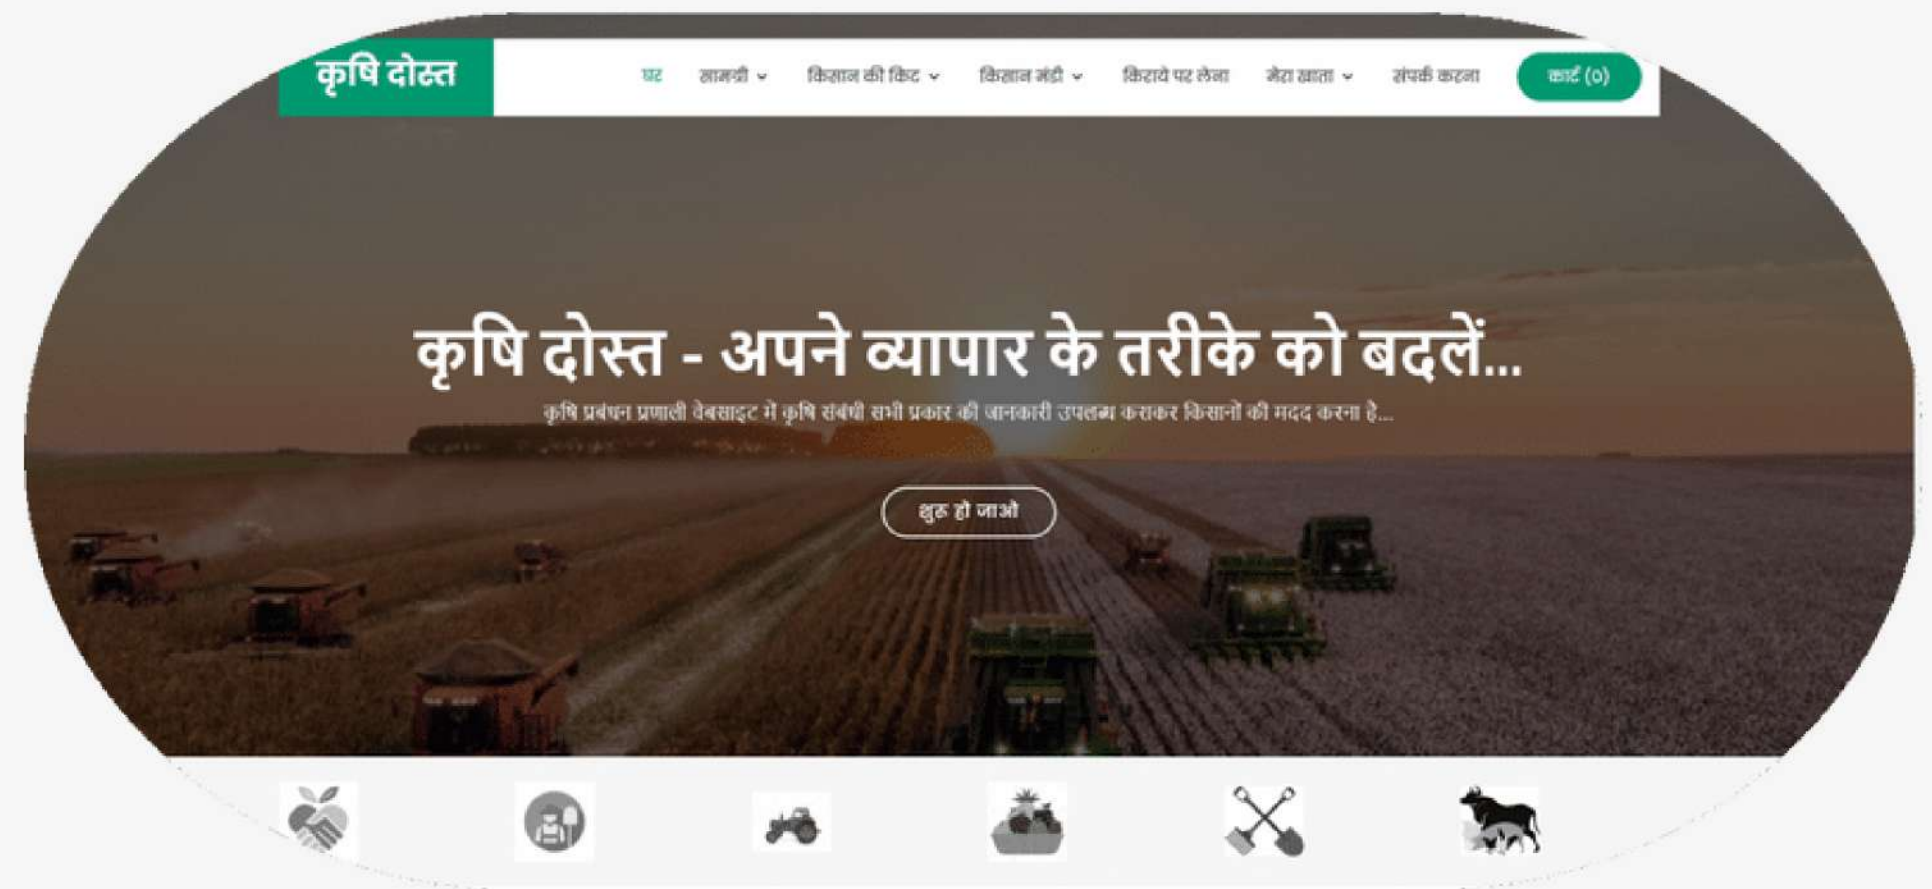 कृषि दोस्त
घर सामग्री किसान की किट किसान मंडी किराये पर लेना मेरा खाता संपर्क करना कार्ट (0)
कृषि दोस्त - अपने व्यापार के तरीके को बदलें...
कृषि प्रबंधन प्रणाली वेबसाइट में कृषि संबंधी सभी प्रकार की जानकारी उपलब्ध कराकर किसानों की मदद करना है...
शुरू हो जाओ